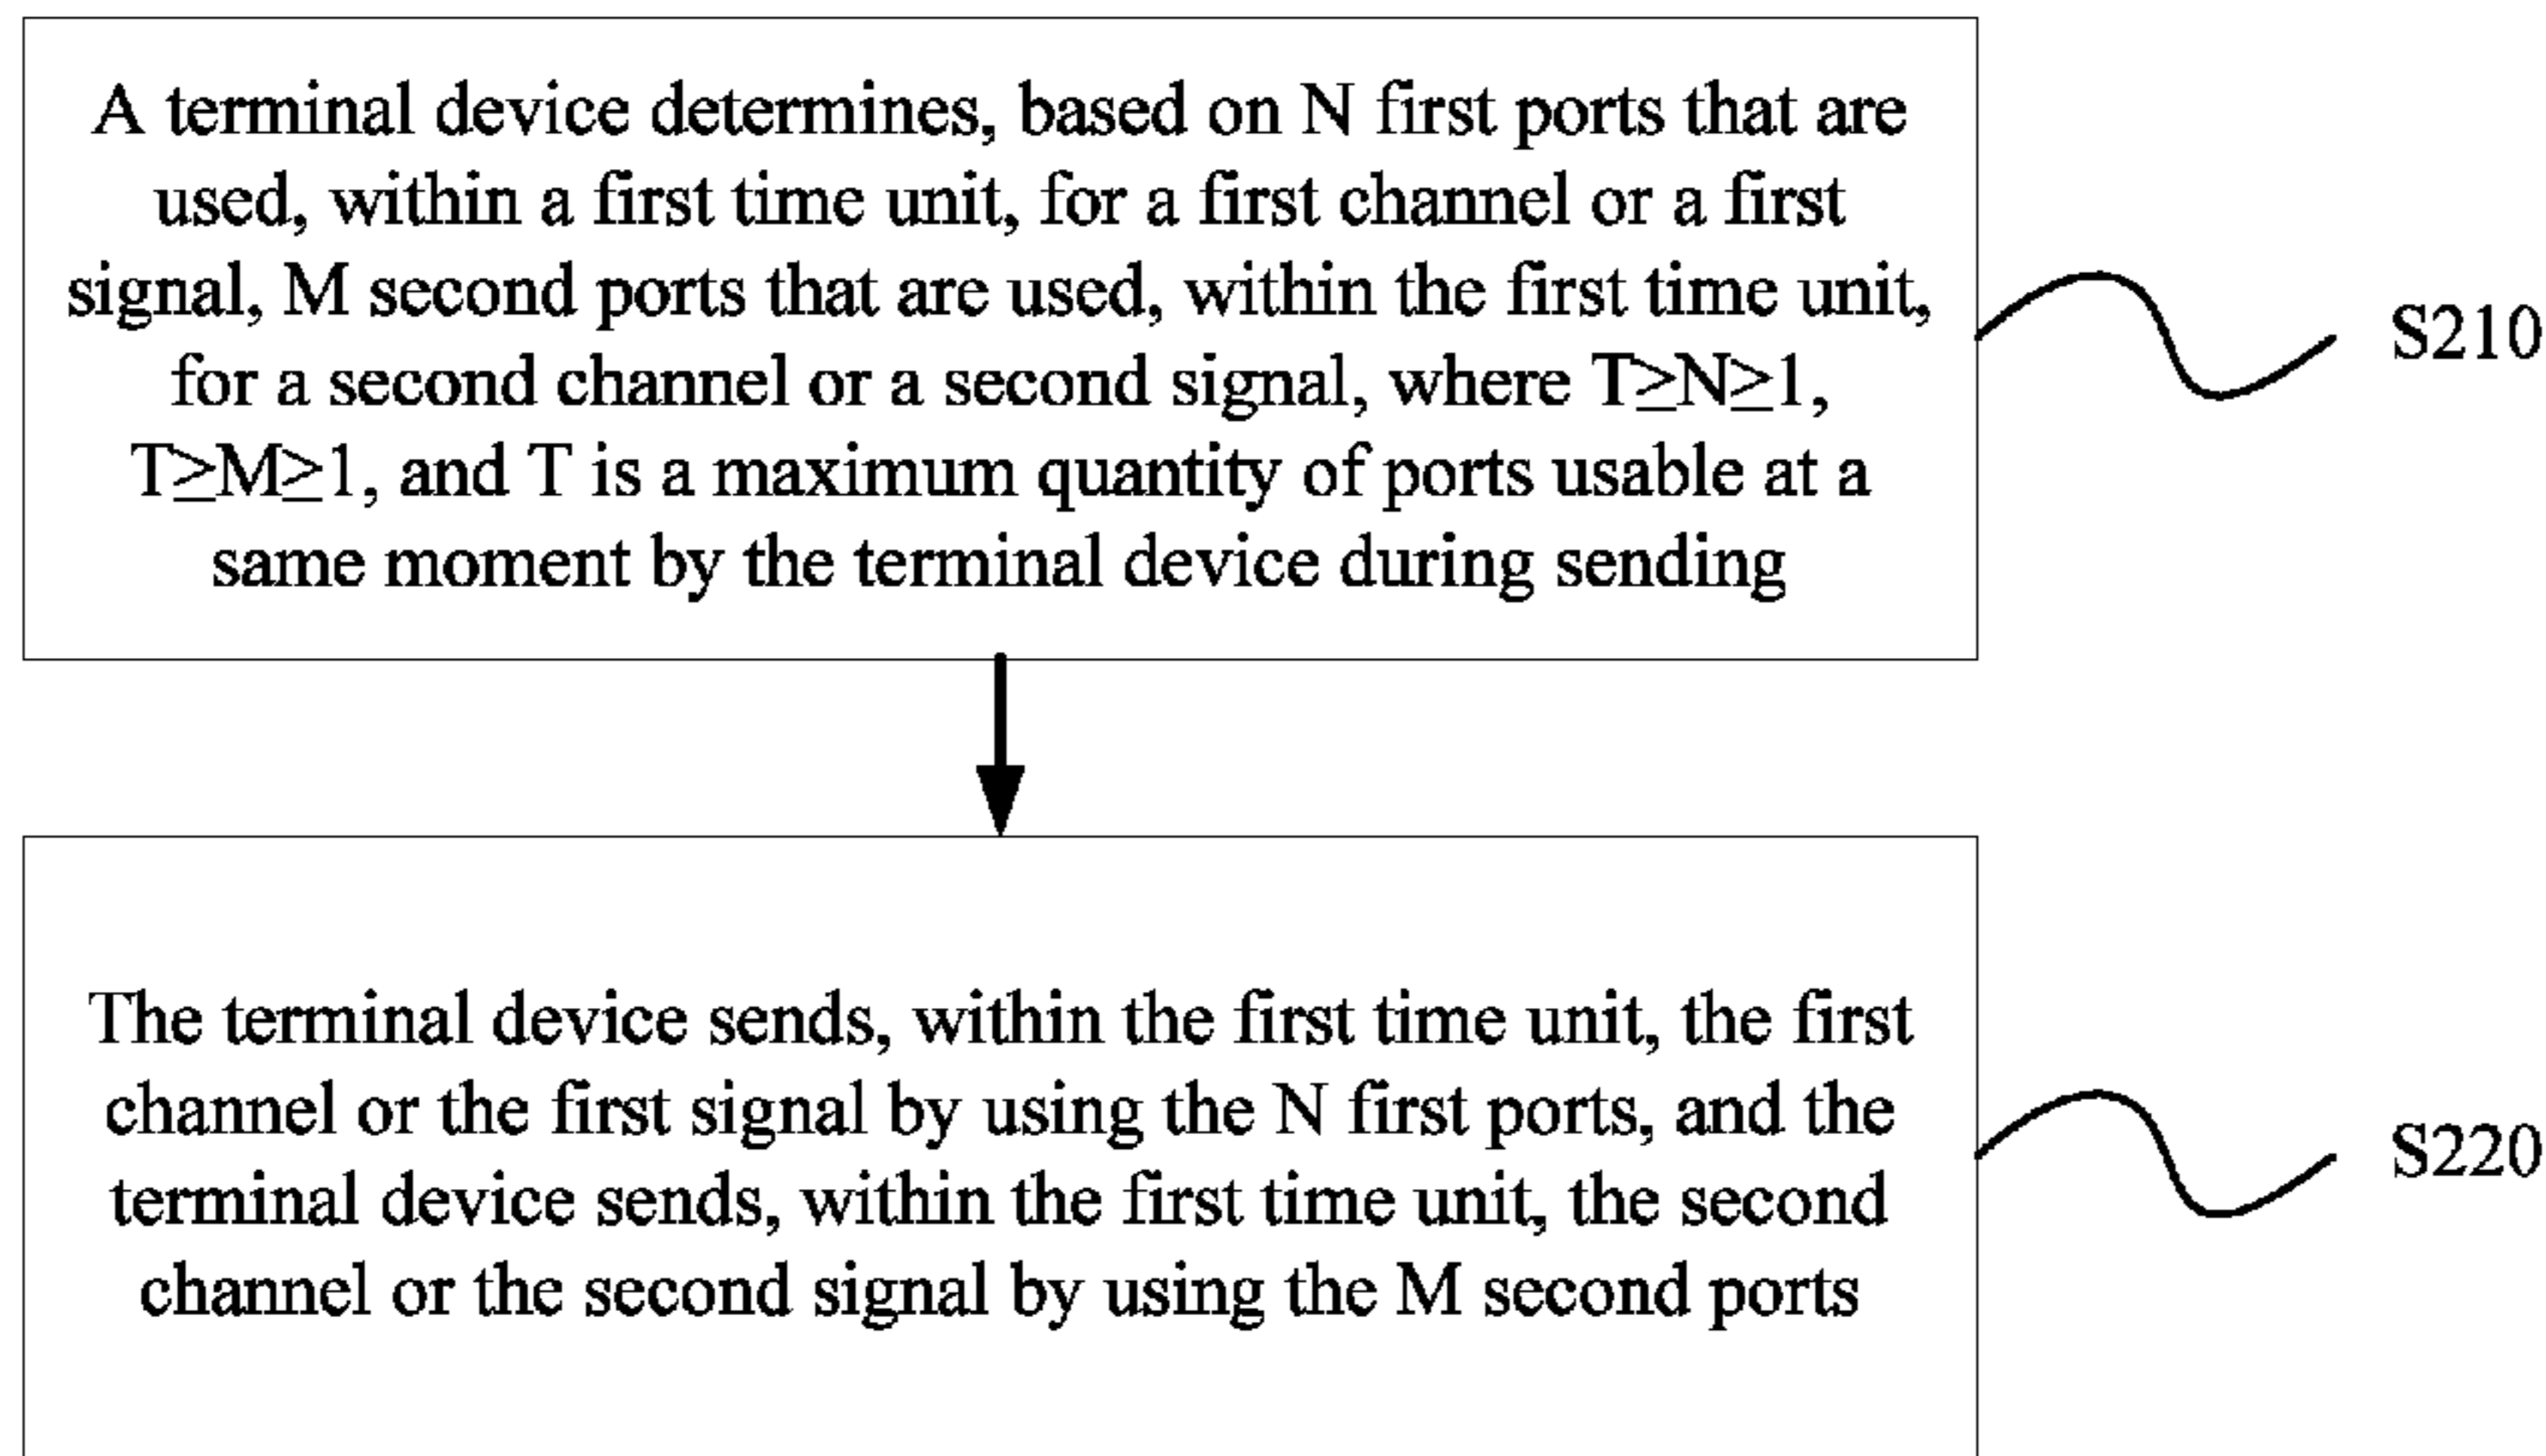 A terminal device determines, based on N first ports that are
used, within a first time unit, for a first channel or a first
signal, M second ports that are used, within the first time unit,
for a second channel or a second signal, where T≥N≥1,
T≥M≥1, and T is a maximum quantity of ports usable at a
same moment by the terminal device during sending
S210
The terminal device sends, within the first time unit, the first
channel or the first signal by using the N first ports, and the
terminal device sends, within the first time unit, the second
channel or the second signal by using the M second ports
S220